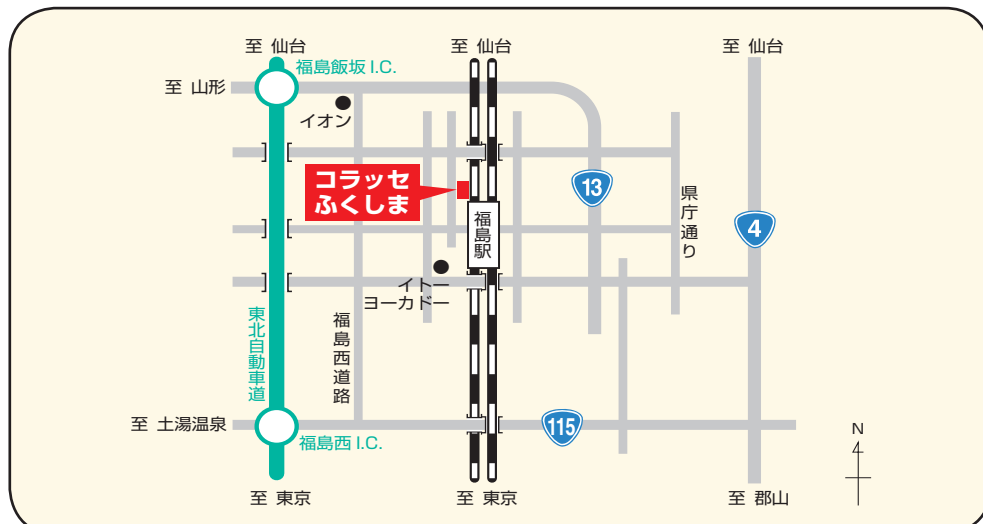 至 仙台
至 仙台
至 仙台
福島飯坂 I.C.
至 山形
イオン
コラッセ
ふくしま
13
県庁通り
4
福島駅
イトー
ヨーカドー
東北自動車道
福島西道路
至 土湯温泉
福島西 I.C.
115
N
至 東京
至 東京
至 郡山